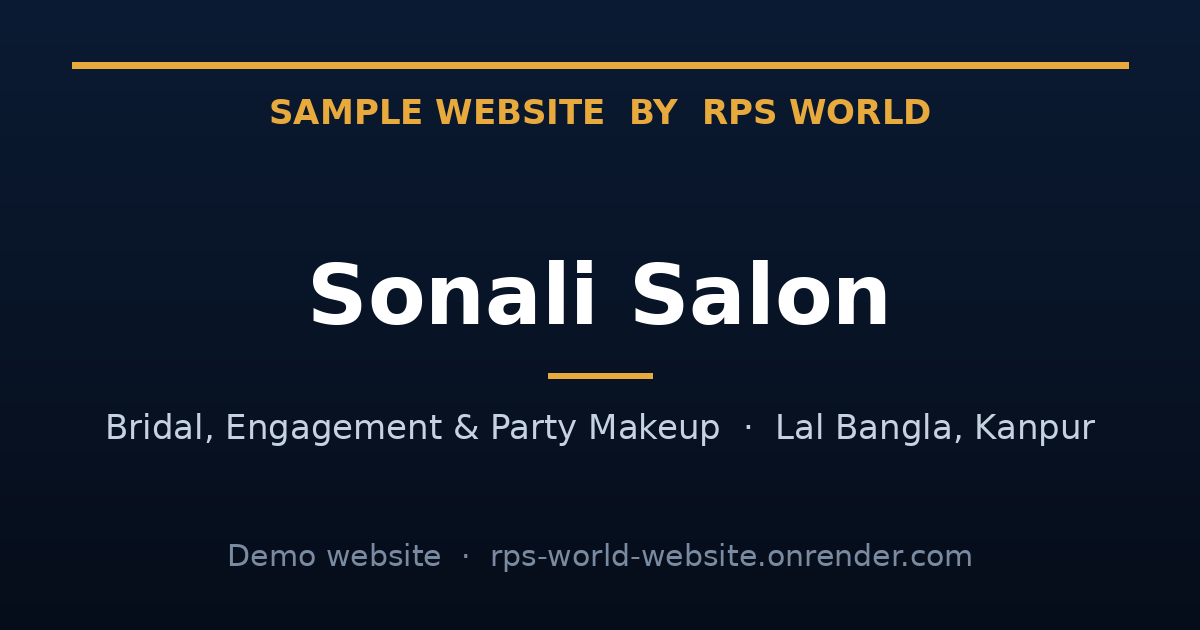 SAMPLE WEBSITE BY RPS WORLD
Sonali Salon
Bridal, Engagement & Party Makeup · Lal Bangla, Kanpur
Demo website · rps-world-website.onrender.com